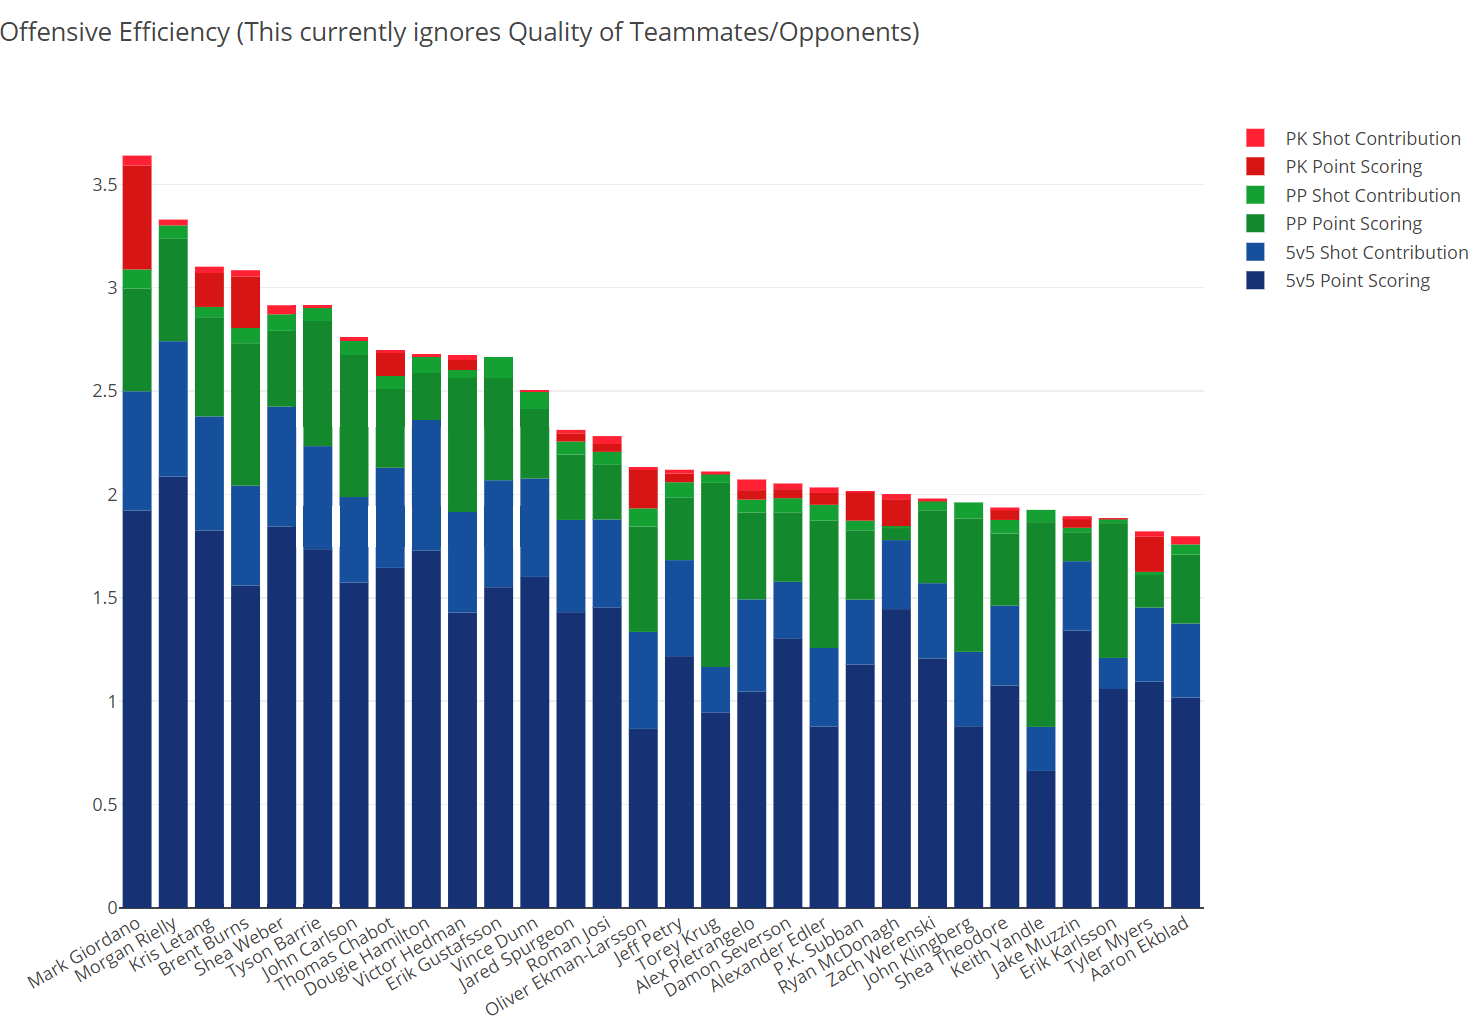 Offensive Efficiency (This currently ignores Quality of Teammates/Opponents)
PK Shot Contribution
PK Point Scoring
PP Shot Contribution
PP Point Scoring
5v5 Shot Contribution
5v5 Point Scoring
3.5
3
2.5
2
1.5
1
0.5
0
Mark Giordano
Morgan Rielly
Kris Letang
Brent Burns
Shea Weber
Tyson Barrie
John Carlson
Thomas Chabot
Dougie Hamilton
Victor Hedman
Erik Gustafsson
Vince Dunn
Jared Spurgeon
Roman Josi
Oliver Ekman-Larsson
Jeff Petry
Torey Krug
Alex Pietrangelo
Damon Severson
Alexander Edler
P.K. Subban
Ryan McDonagh
Zach Werenski
John Klingberg
Shea Theodore
Keith Yandle
Jake Muzzin
Erik Karlsson
Tyler Myers
Aaron Ekblad